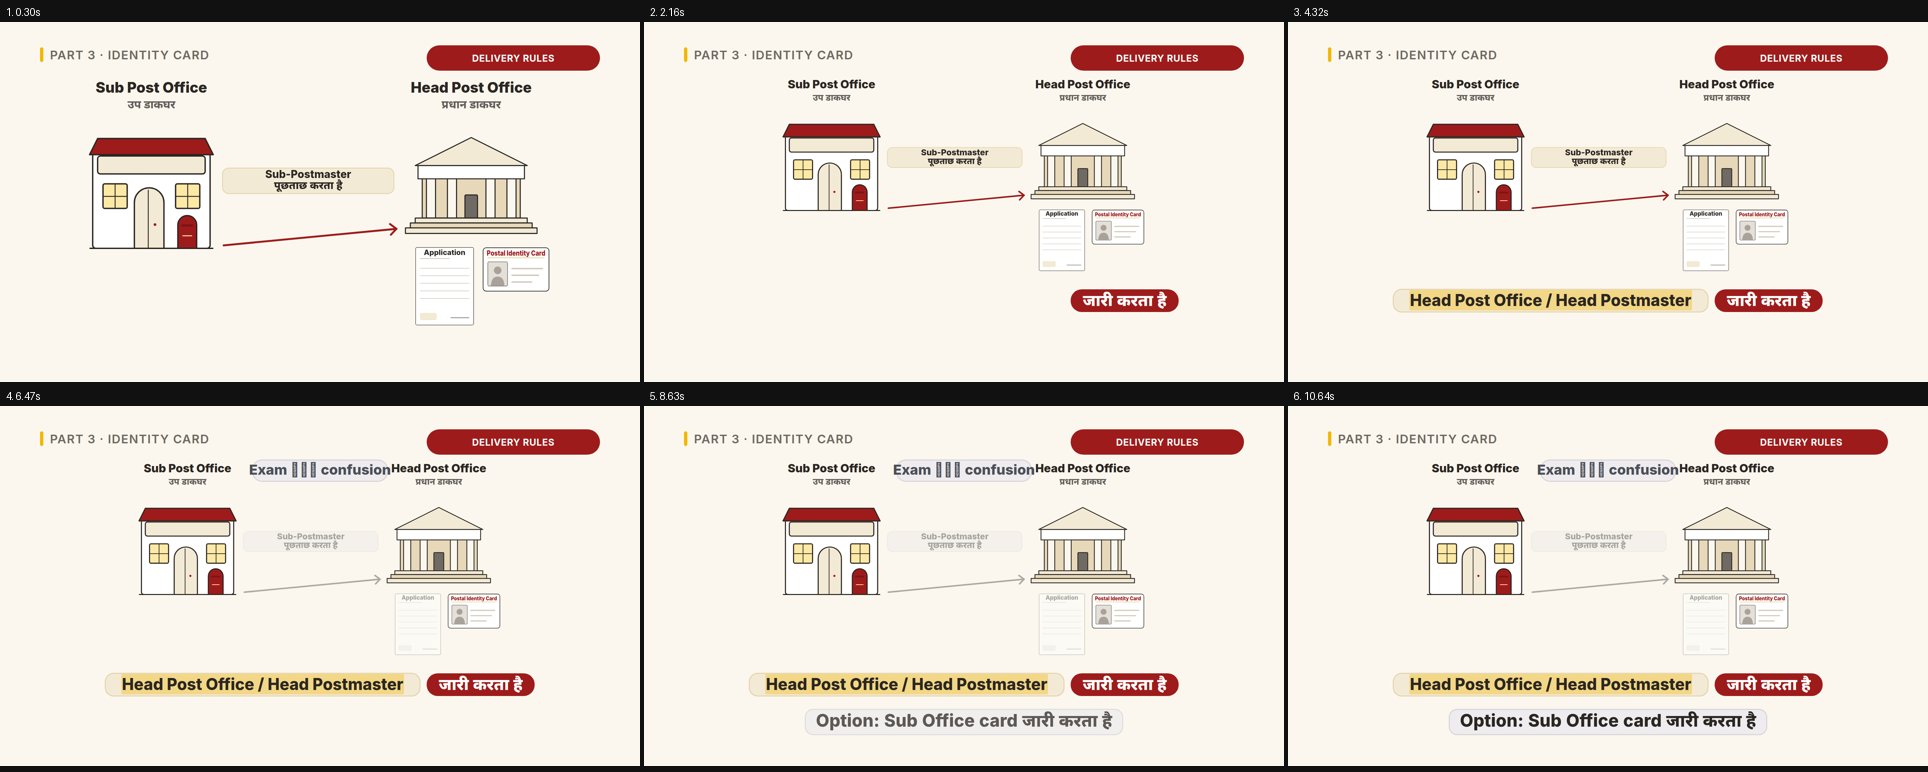 1. 0.30s
PART 3 · IDENTITY CARD
DELIVERY RULES
Sub Post Office
उप डाकघर
Head Post Office
प्रधान डाकघर
Sub-Postmaster
पूछताछ करता है
Application
Postal Identity Card
2. 2.16s
PART 3 · IDENTITY CARD
DELIVERY RULES
Sub Post Office
उप डाकघर
Head Post Office
प्रधान डाकघर
Sub-Postmaster
पूछताछ करता है
Application
Postal Identity Card
जारी करता है
3. 4.32s
PART 3 · IDENTITY CARD
DELIVERY RULES
Sub Post Office
उप डाकघर
Head Post Office
प्रधान डाकघर
Sub-Postmaster
पूछताछ करता है
Application
Postal Identity Card
Head Post Office / Head Postmaster
जारी करता है
4. 6.47s
PART 3 · IDENTITY CARD
DELIVERY RULES
Sub Post Office
उप डाकघर
Exam confusion
Head Post Office
प्रधान डाकघर
Sub-Postmaster
पूछताछ करता है
Application
Postal Identity Card
Head Post Office / Head Postmaster
जारी करता है
5. 8.63s
PART 3 · IDENTITY CARD
DELIVERY RULES
Sub Post Office
उप डाकघर
Exam confusion
Head Post Office
प्रधान डाकघर
Sub-Postmaster
पूछताछ करता है
Application
Postal Identity Card
Head Post Office / Head Postmaster
जारी करता है
Option: Sub Office card जारी करता है
6. 10.64s
PART 3 · IDENTITY CARD
DELIVERY RULES
Sub Post Office
उप डाकघर
Exam confusion
Head Post Office
प्रधान डाकघर
Sub-Postmaster
पूछताछ करता है
Application
Postal Identity Card
Head Post Office / Head Postmaster
जारी करता है
Option: Sub Office card जारी करता है